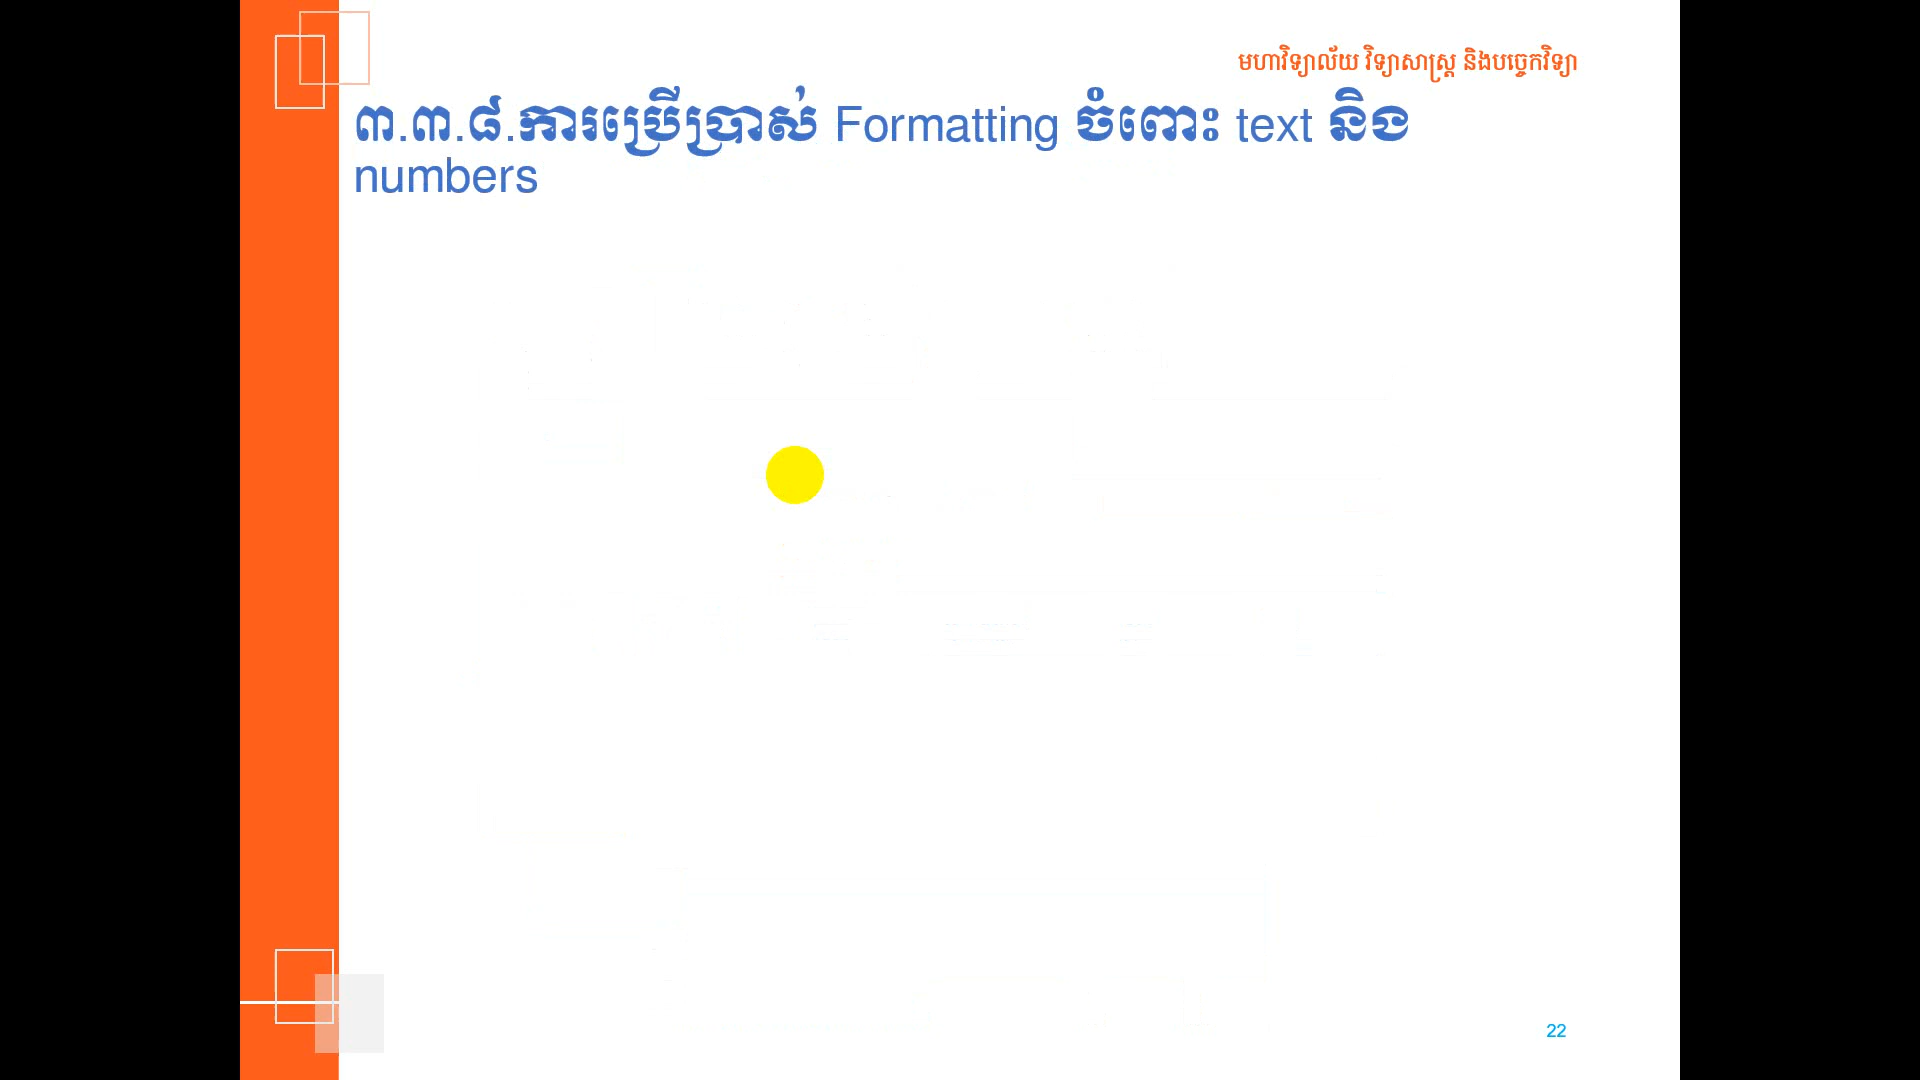 មហាវិទ្យាល័យ វិទ្យាសាស្ត្រ និងបច្ចេកវិទ្យា
៣.៣.៨.ការប្រើប្រាស់ Formatting ចំពោះ text និង
numbers
22